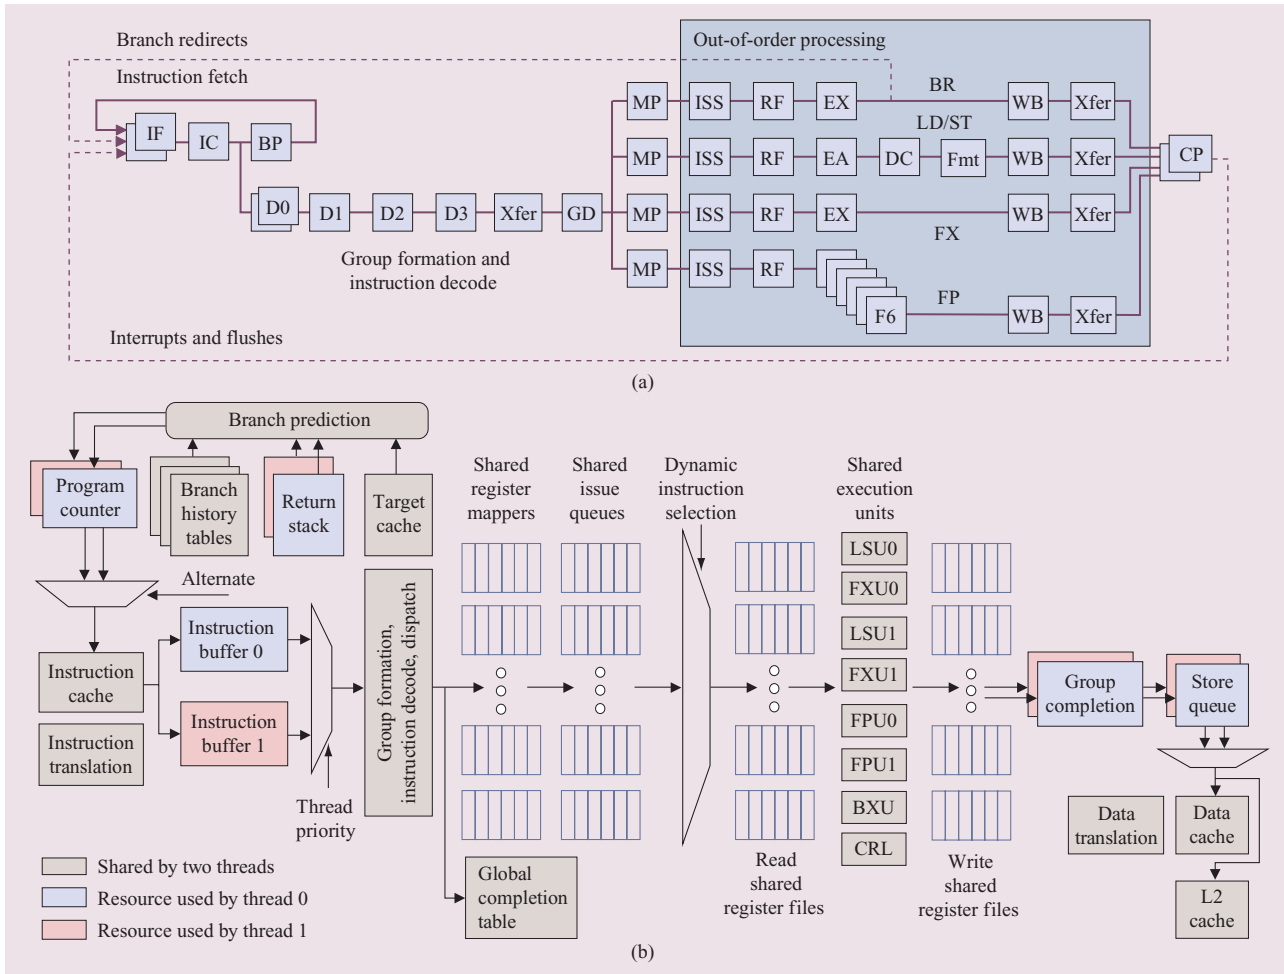 Branch redirects
Out-of-order processing
Instruction fetch
IF
IC
BP
MP
ISS
RF
EX
BR
WB
Xfer
LD/ST
MP
ISS
RF
EA
DC
Fmt
WB
Xfer
CP
D0
D1
D2
D3
Xfer
GD
MP
ISS
RF
EX
FX
WB
Xfer
Group formation and
instruction decode
MP
ISS
RF
F6
FP
WB
Xfer
Interrupts and flushes
(a)
Branch prediction
Program
counter
Branch
history
tables
Return
stack
Target
cache
Shared
register
mappers
Shared
issue
queues
Dynamic
instruction
selection
Shared
execution
units
Alternate
Instruction
buffer 0
Instruction
cache
Instruction
buffer 1
Instruction
translation
Thread
priority
Group formation,
instruction decode, dispatch
LSU0
FXU0
LSU1
FXU1
FPU0
FPU1
BXU
CRL
Group
completion
Store
queue
Data
translation
Data
cache
L2
cache
Read
shared
register files
Write
shared
register files
Global
completion
table
Shared by two threads
Resource used by thread 0
Resource used by thread 1
(b)